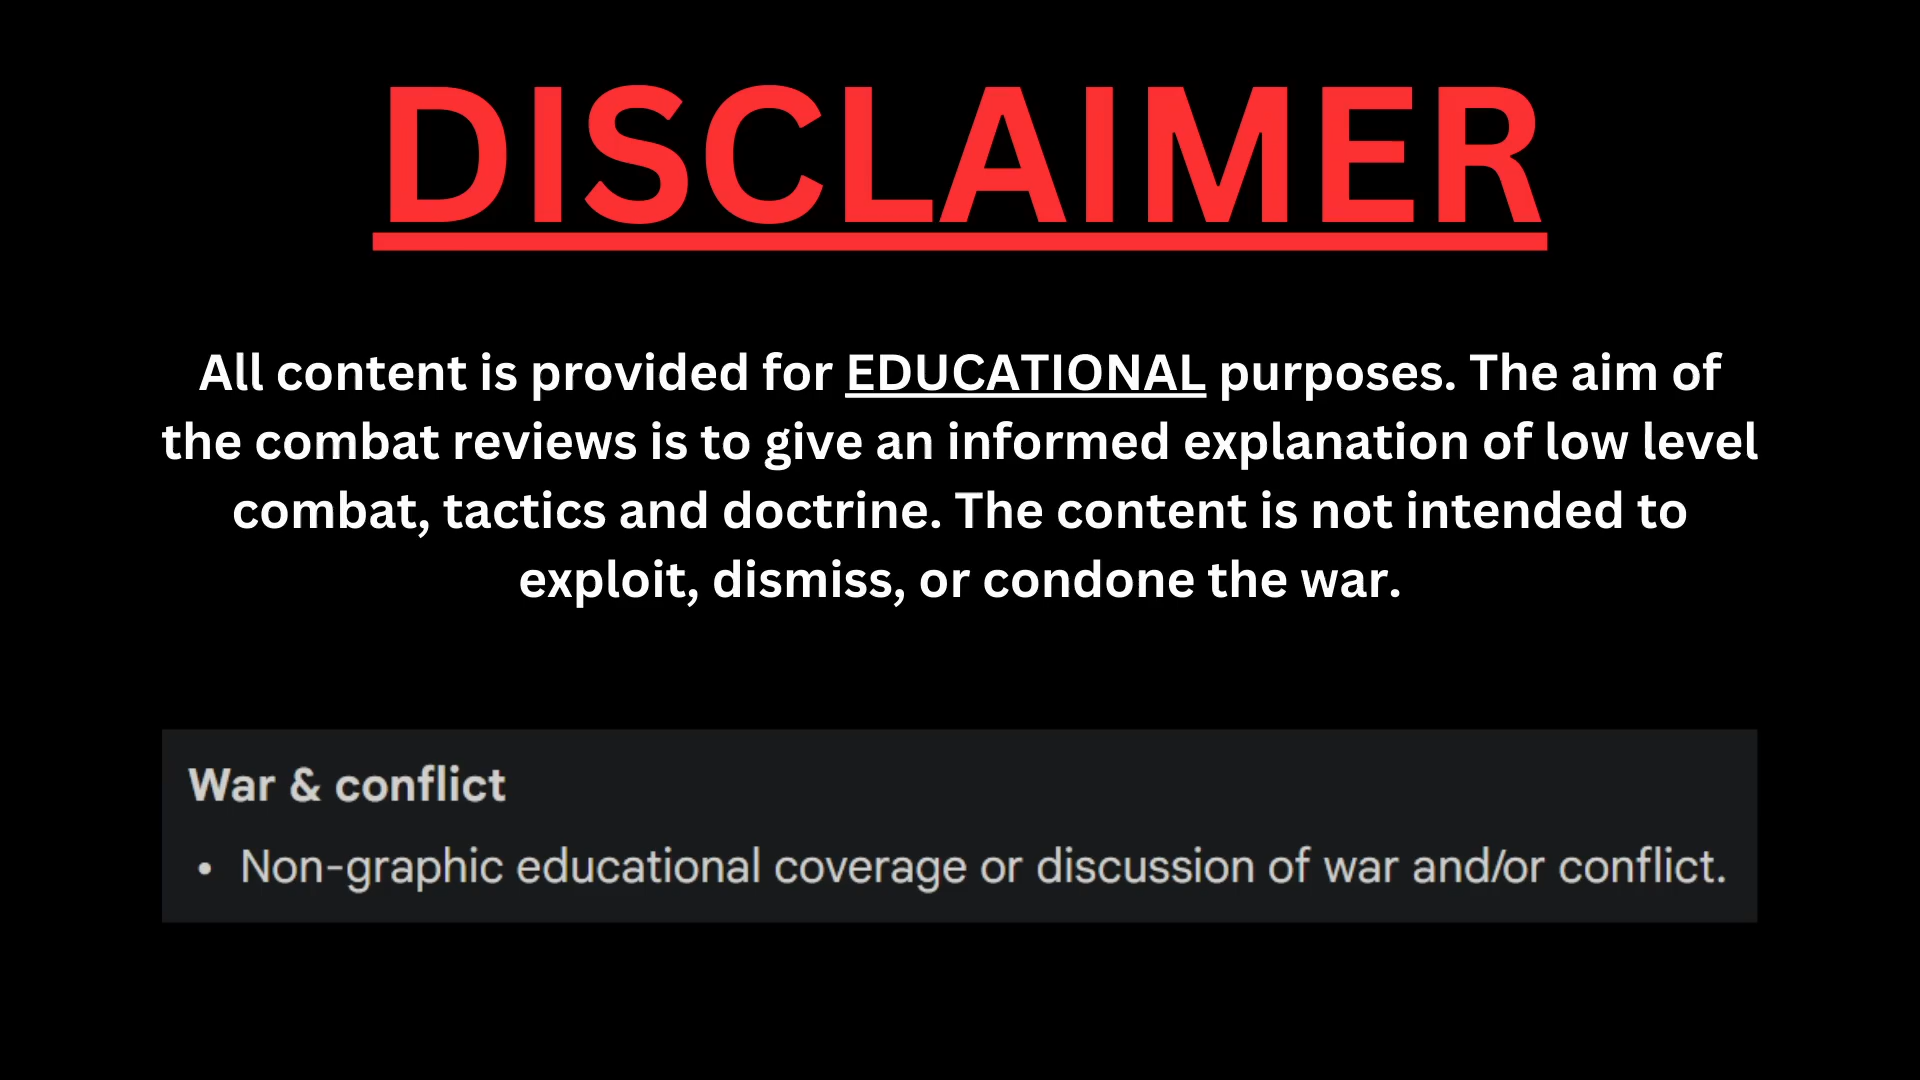 DISCLAIMER
All content is provided for EDUCATIONAL purposes. The aim of
the combat reviews is to give an informed explanation of low level
combat, tactics and doctrine. The content is not intended to
exploit, dismiss, or condone the war.
War & conflict
• Non-graphic educational coverage or discussion of war and/or conflict.